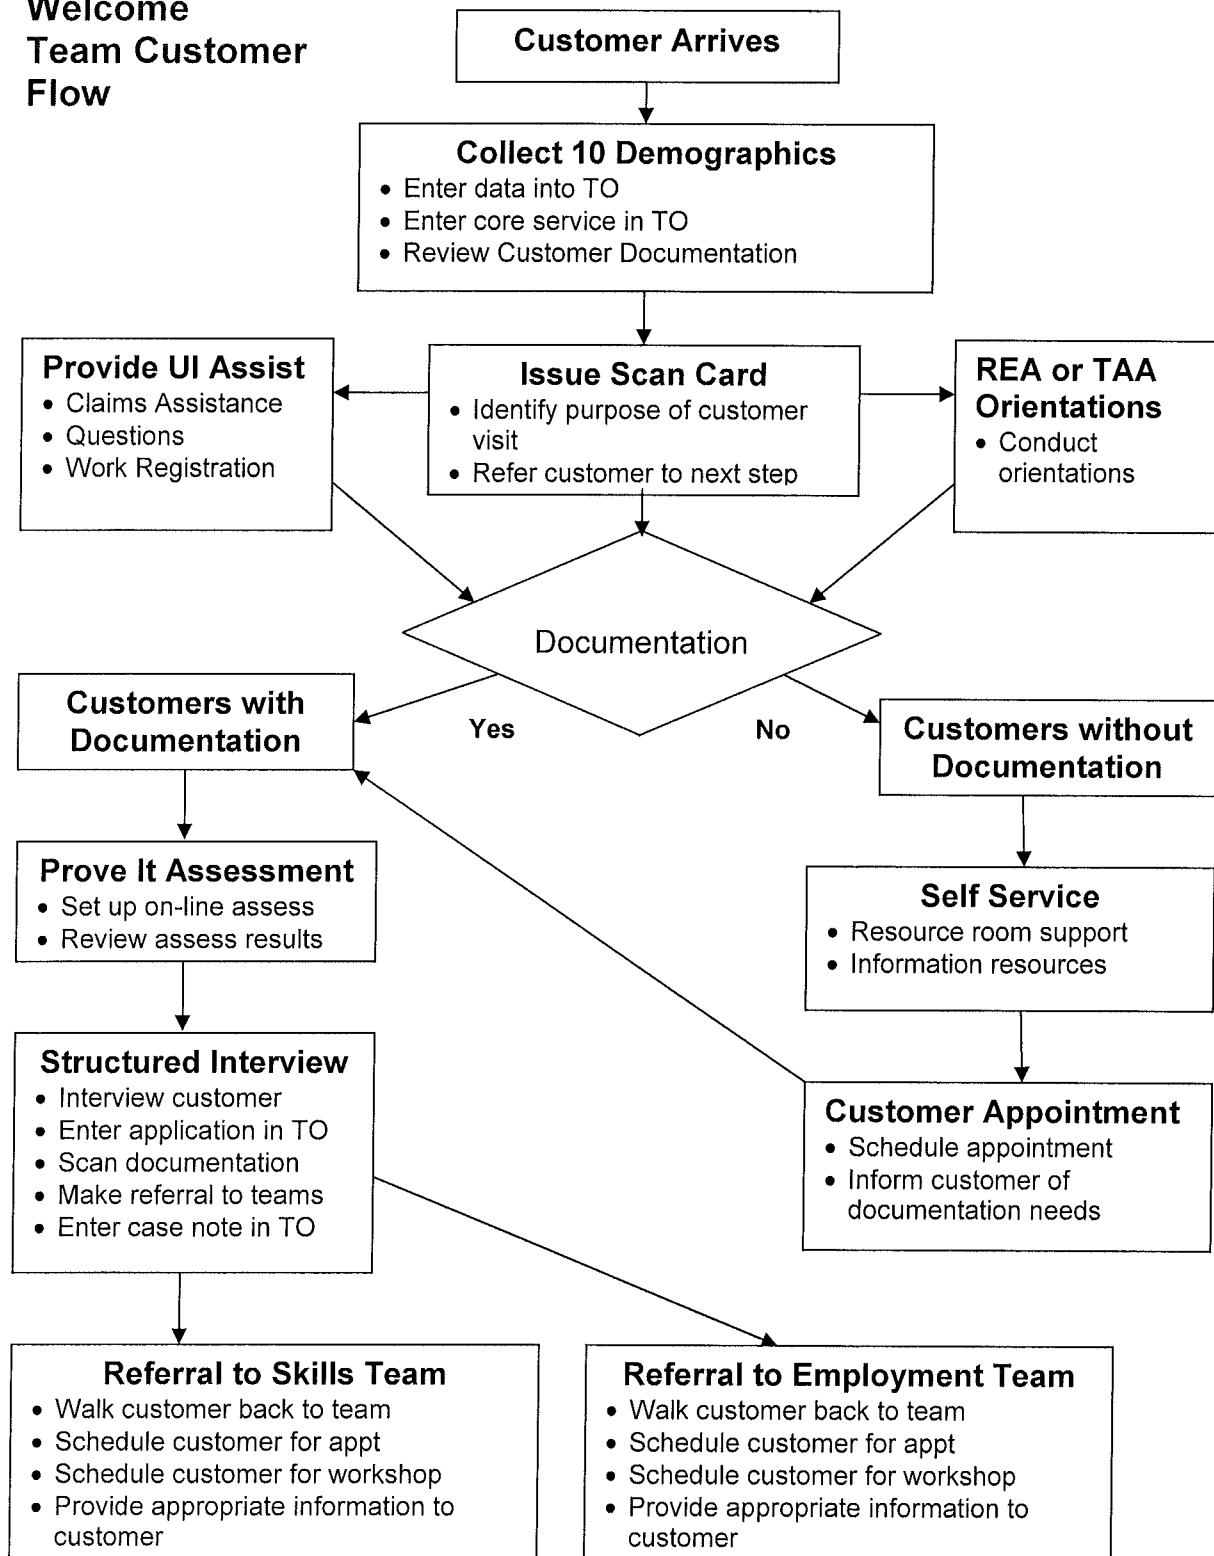 Welcome
Team Customer
Flow
Customer Arrives
Collect 10 Demographics
• Enter data into TO
• Enter core service in TO
• Review Customer Documentation
Provide UI Assist
• Claims Assistance
• Questions
• Work Registration
Issue Scan Card
• Identify purpose of customer
visit
• Refer customer to next step
REA or TAA
Orientations
• Conduct
orientations
Documentation
Yes
No
Customers with
Documentation
Customers without
Documentation
Prove It Assessment
• Set up on-line assess
• Review assess results
Self Service
• Resource room support
• Information resources
Structured Interview
• Interview customer
• Enter application in TO
• Scan documentation
• Make referral to teams
• Enter case note in TO
Customer Appointment
• Schedule appointment
• Inform customer of
documentation needs
Referral to Skills Team
• Walk customer back to team
• Schedule customer for appt
• Schedule customer for workshop
• Provide appropriate information to
customer
Referral to Employment Team
• Walk customer back to team
• Schedule customer for appt
• Schedule customer for workshop
• Provide appropriate information to
customer